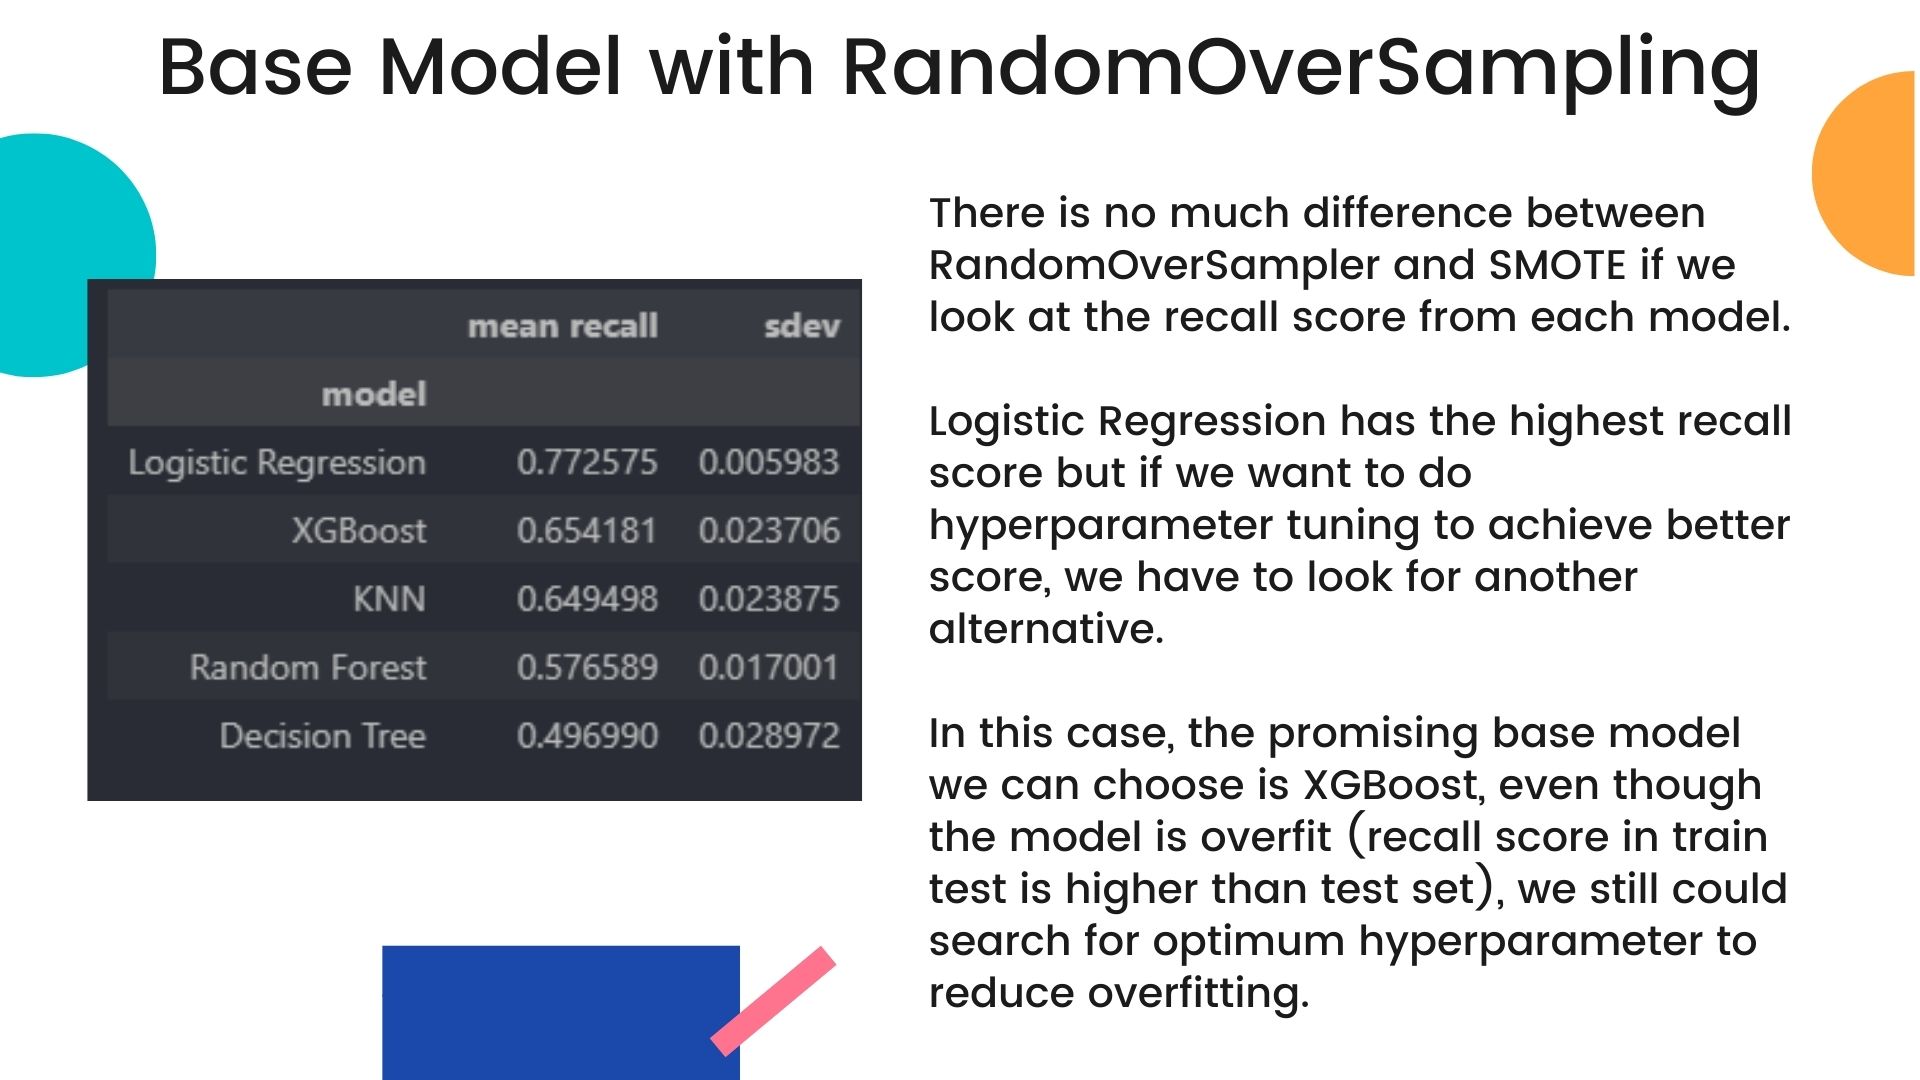 Base Model with RandomOverSampling
mean recall sdev
model
Logistic Regression 0.772575 0.005983
XGBoost 0.654181 0.023706
KNN 0.649498 0.023875
Random Forest 0.576589 0.017001
Decision Tree 0.496990 0.028972
There is no much difference between
RandomOverSampler and SMOTE if we
look at the recall score from each model.
Logistic Regression has the highest recall
score but if we want to do
hyperparameter tuning to achieve better
score, we have to look for another
alternative.
In this case, the promising base model
we can choose is XGBoost, even though
the model is overfit (recall score in train
test is higher than test set), we still could
search for optimum hyperparameter to
reduce overfitting.